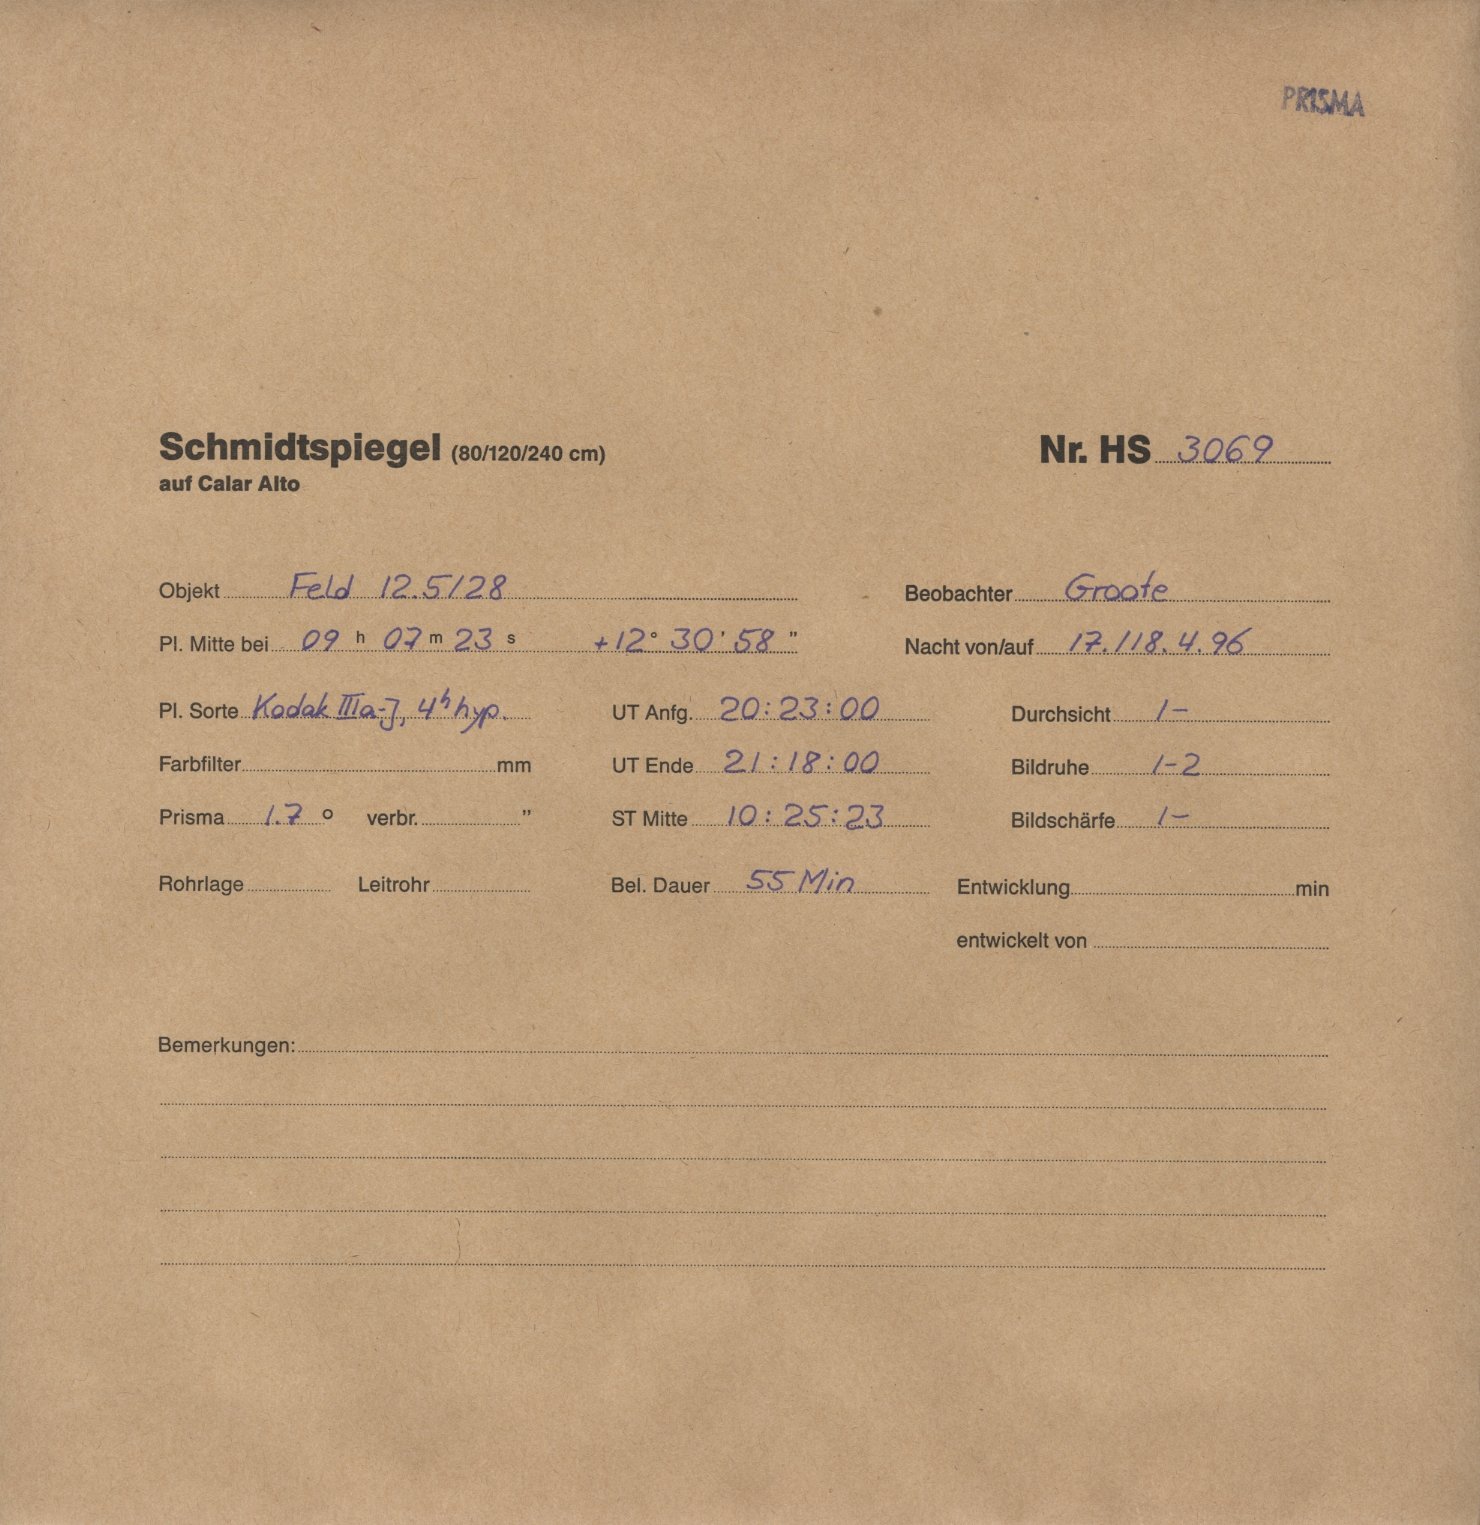 PRISMA
Schmidtspiegel (80/120/240 cm) Nr. HS 3069
auf Calar Alto
Objekt Feld 12.5/28 Beobachter Groote
Pl. Mitte bei 09 h 07 m 23 s +12° 30' 58 " Nacht von/auf 17./18.4.96
Pl. Sorte Kodak IIIa-J, 4h hyp. UT Anfg. 20:23:00 Durchsicht 1-
Farbfilter mm UT Ende 21:18:00 Bildruhe 1-2
Prisma 1.7 ° verbr. " ST Mitte 10:25:23 Bildschärfe 1-
Rohrlage Leitrohr Bel. Dauer 55 Min Entwicklung min
entwickelt von
Bemerkungen: